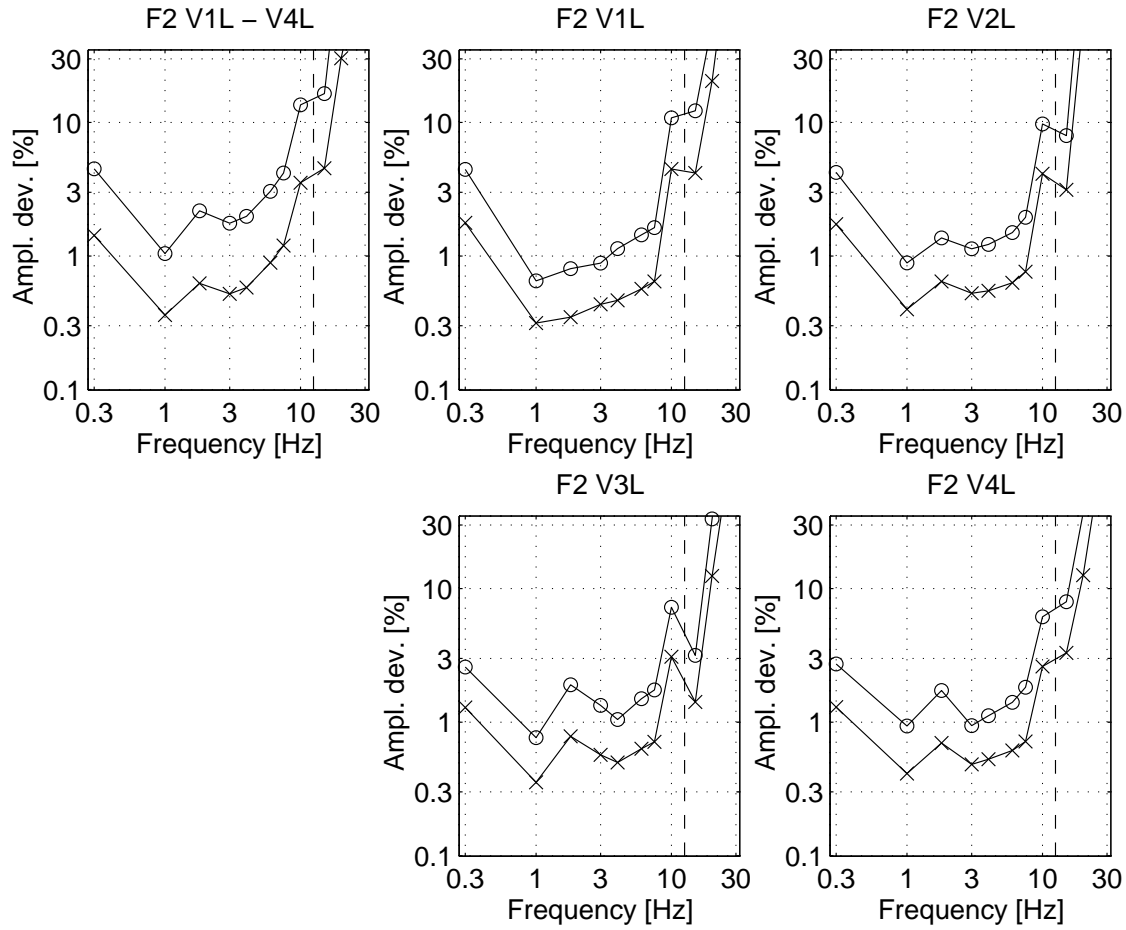 F2 V1L – V4L
30
10
3
1
0.3
0.1
Ampl. dev. [%]
0.3 1 3 10 30
Frequency [Hz]
F2 V1L
30
10
3
1
0.3
0.1
Ampl. dev. [%]
0.3 1 3 10 30
Frequency [Hz]
F2 V2L
30
10
3
1
0.3
0.1
Ampl. dev. [%]
0.3 1 3 10 30
Frequency [Hz]
F2 V3L
30
10
3
1
0.3
0.1
Ampl. dev. [%]
0.3 1 3 10 30
Frequency [Hz]
F2 V4L
30
10
3
1
0.3
0.1
Ampl. dev. [%]
0.3 1 3 10 30
Frequency [Hz]